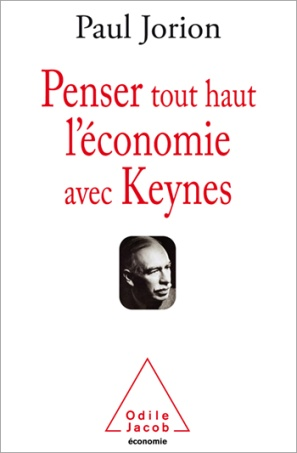 Paul Jorion
Penser tout haut
l'économie
avec Keynes
Odile
Jacob
économie